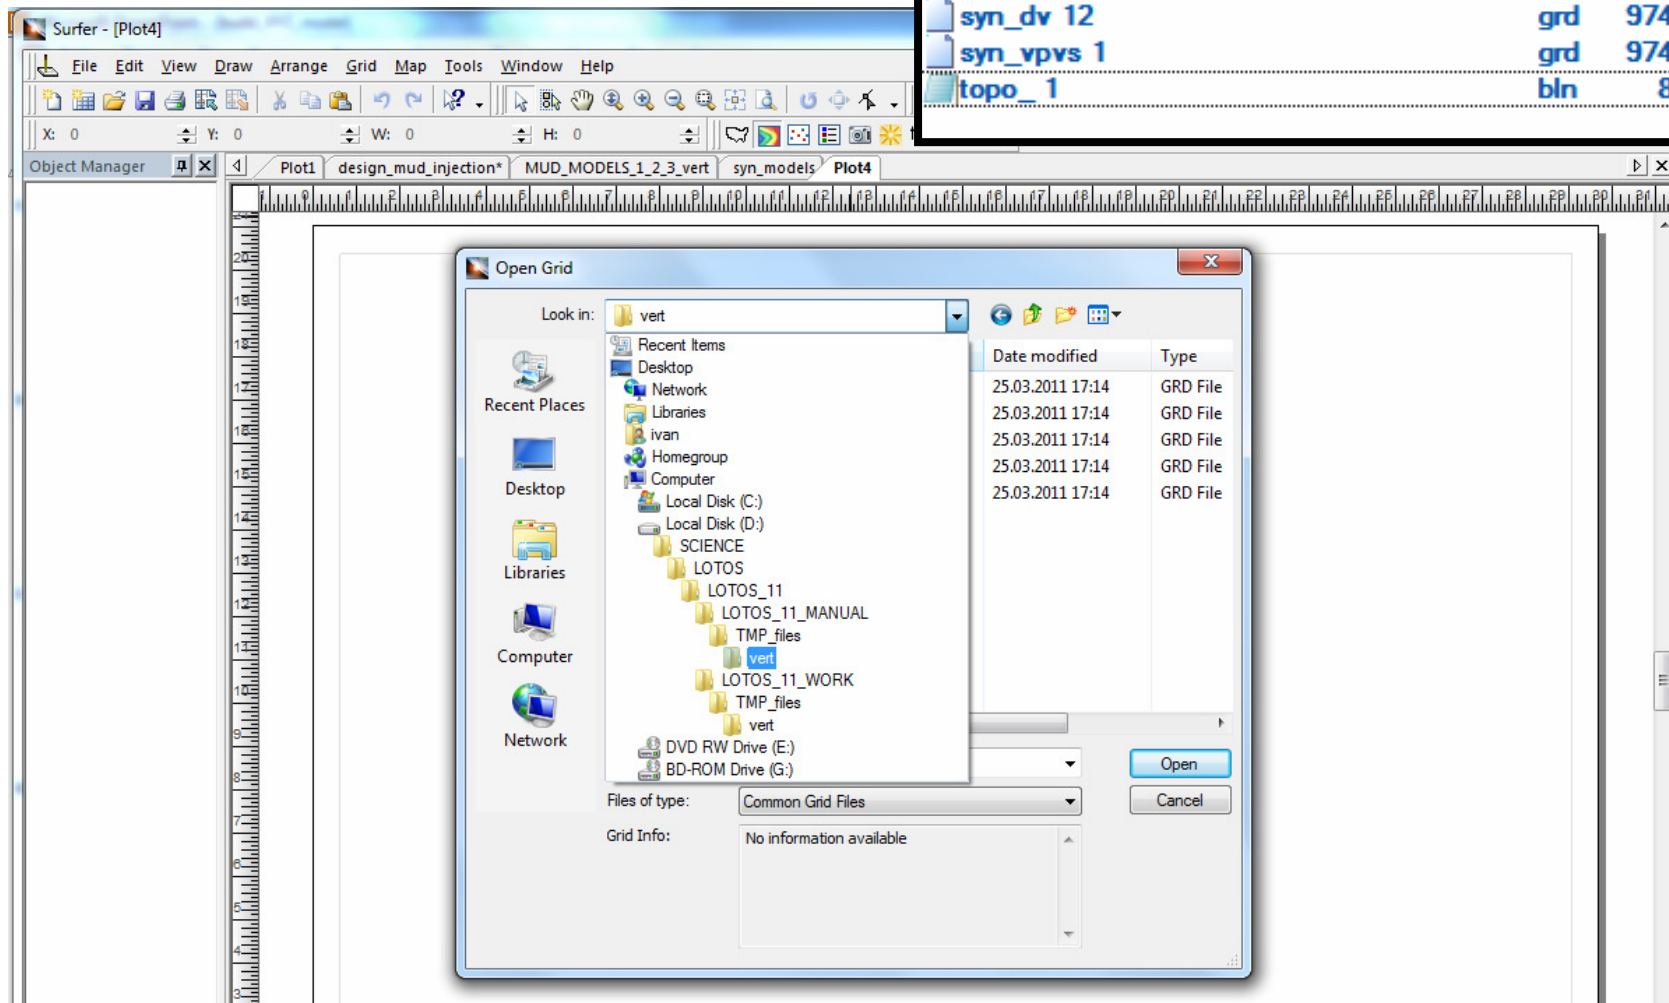 Surfer - [Plot4]
syn_dv 12 grd 974
syn_vpvs 1 grd 974
topo_ 1 bln 8
File Edit View Draw Arrange Grid Map Tools Window Help
X: 0 Y: 0 W: 0 H: 0
Object Manager
Plot1 design_mud_injection* MUD_MODELS_1_2_3_vert syn_models Plot4
Open Grid
Look in: vert
Recent Items
Desktop
Network
Libraries
ivan
Homegroup
Computer
Local Disk (C:)
Local Disk (D:)
SCIENCE
LOTOS
LOTOS_11
LOTOS_11_MANUAL
TMP_files
vert
LOTOS_11_WORK
TMP_files
vert
DVD RW Drive (E:)
BD-ROM Drive (G:)
Recent Places
Desktop
Libraries
Computer
Network
Date modified Type
25.03.2011 17:14 GRD File
25.03.2011 17:14 GRD File
25.03.2011 17:14 GRD File
25.03.2011 17:14 GRD File
25.03.2011 17:14 GRD File
Open
Files of type: Common Grid Files Cancel
Grid Info: No information available